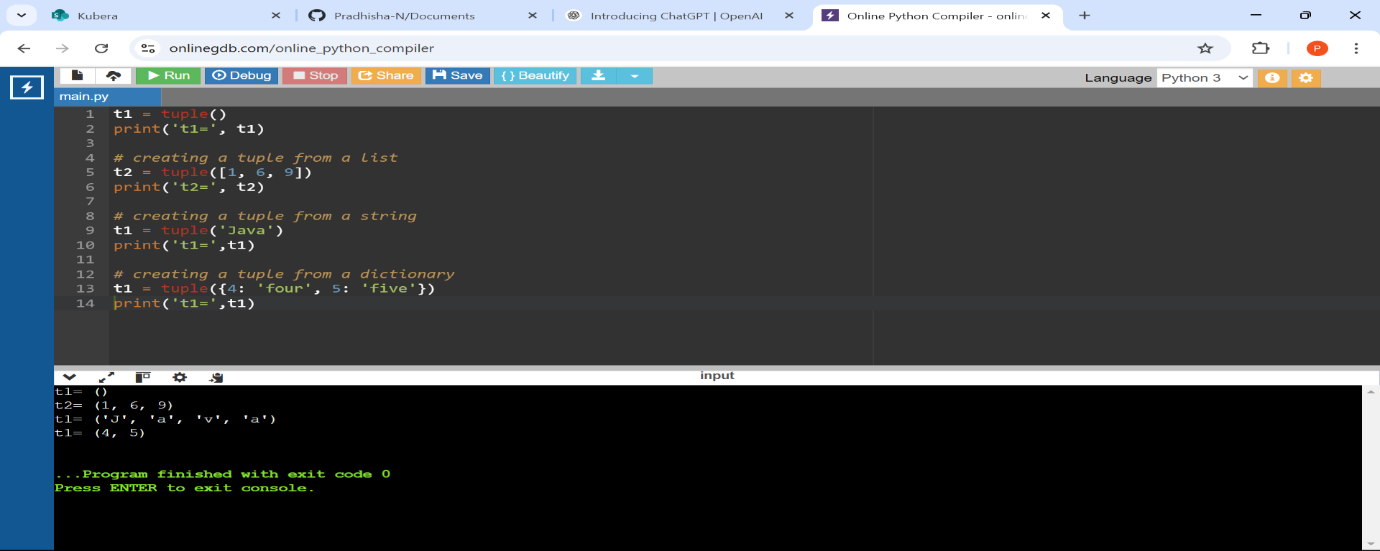 Kubera
Pradhisha-N/Documents
Introducing ChatGPT | OpenAI
Online Python Compiler - onlin
onlinegdb.com/online_python_compiler
P
Run Debug Stop Share Save { } Beautify
Language Python 3
main.py
1 t1 = tuple()
2 print('t1=', t1)
3
4 # creating a tuple from a list
5 t2 = tuple([1, 6, 9])
6 print('t2=', t2)
7
8 # creating a tuple from a string
9 t1 = tuple('Java')
10 print('t1=',t1)
11
12 # creating a tuple from a dictionary
13 t1 = tuple({4: 'four', 5: 'five'})
14 print('t1=',t1)
input
t1= ()
t2= (1, 6, 9)
t1= ('J', 'a', 'v', 'a')
t1= (4, 5)
...Program finished with exit code 0
Press ENTER to exit console.